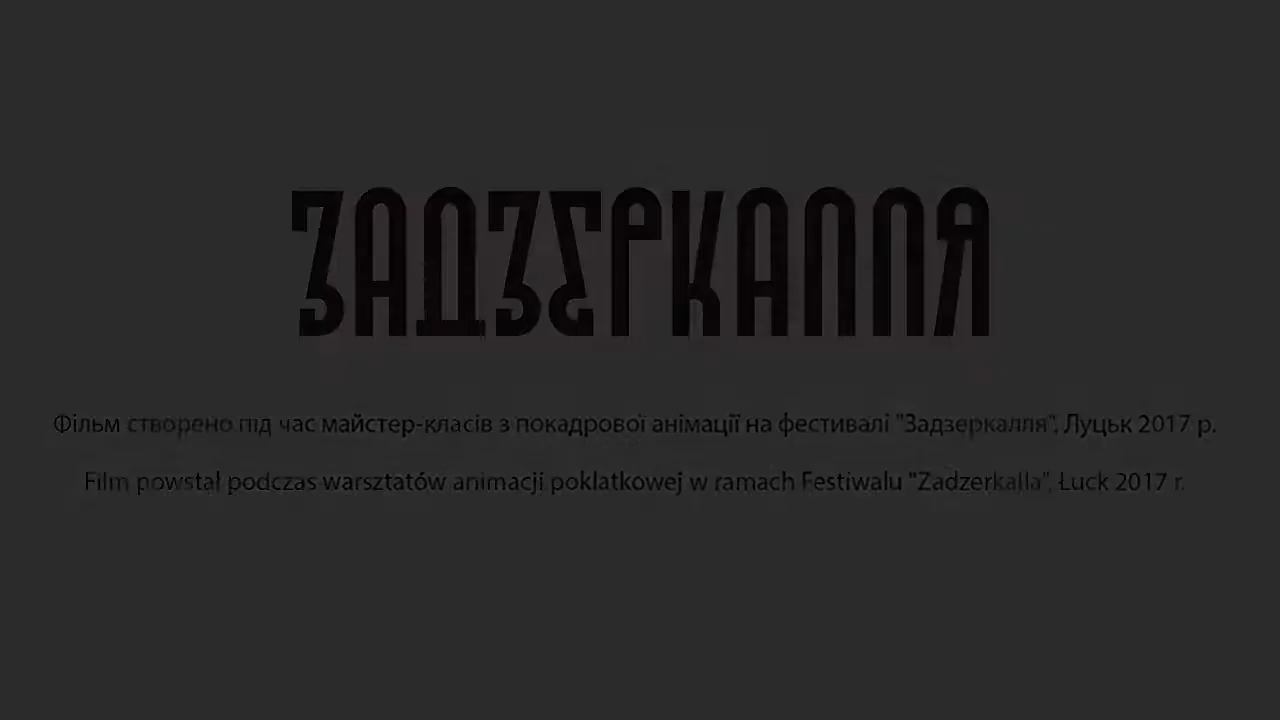 ЗАДЗЕРКАЛЛЯ
Фільм створено під час майстер-класів з покадрової анімації на фестивалі "Задзеркалля", Луцьк 2017 р.
Film powstał podczas warsztatów animacji poklatkowej w ramach Festiwalu "Zadzerkalla", Łuck 2017 r.